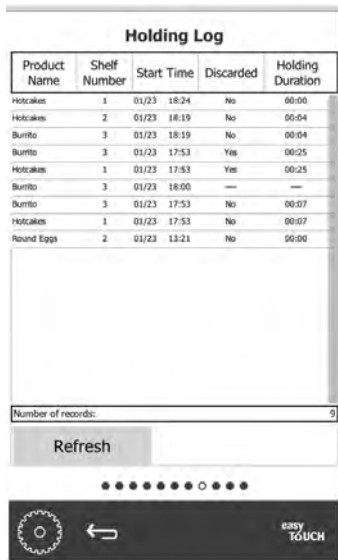 Holding Log
Product Name Shelf Number Start Time Discarded Holding Duration
Hotcakes 1 01/23 18:24 No 00:00
Hotcakes 2 01/23 18:19 No 00:04
Burrito 3 01/23 18:19 No 00:04
Burrito 3 01/23 17:53 Yes 00:25
Hotcakes 1 01/23 17:53 Yes 00:25
Burrito 3 01/23 18:00 — —
Burrito 3 01/23 17:53 No 00:07
Hotcakes 1 01/23 17:53 No 00:07
Round Eggs 2 01/23 13:21 No 00:00
Number of records: 9
Refresh
easy
TOUCH